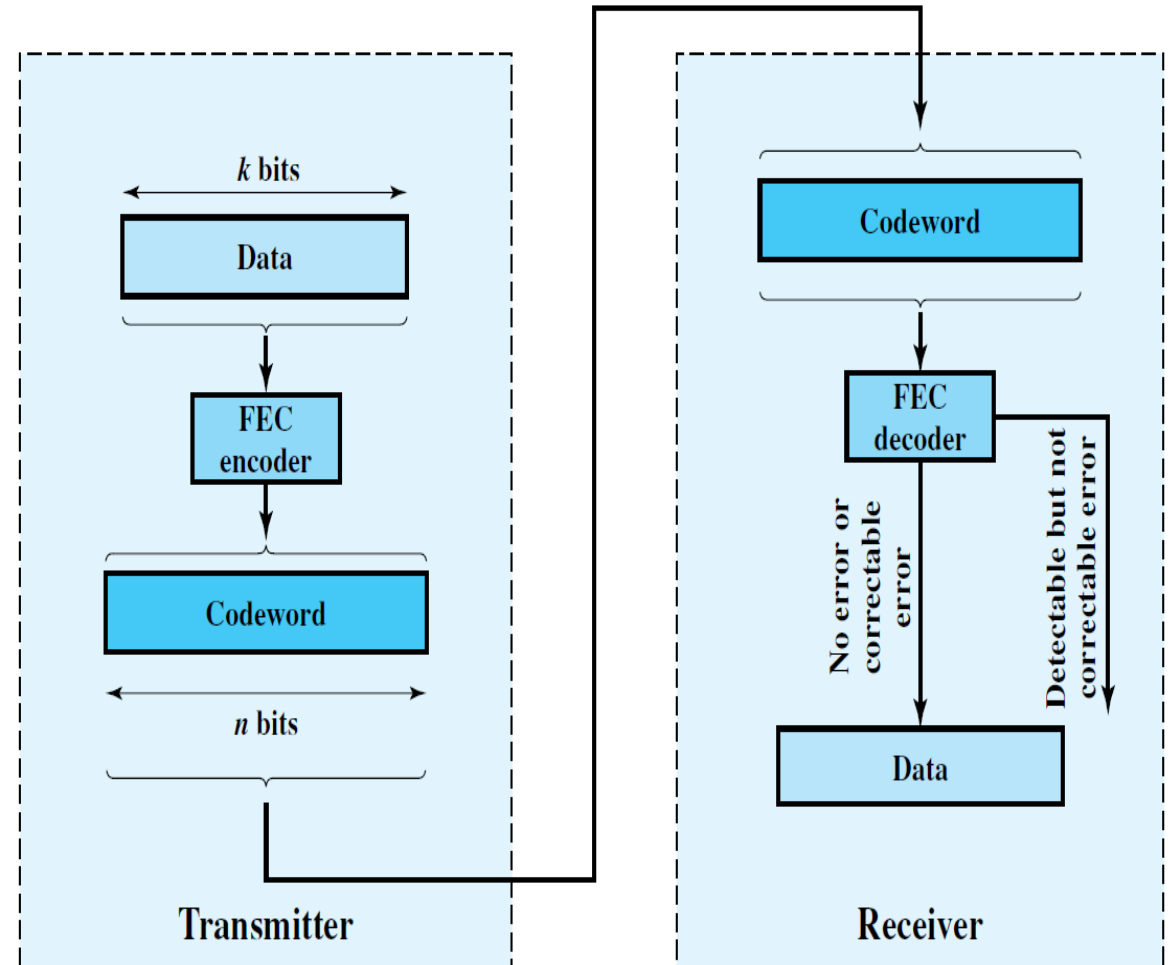 k bits
Data
FEC
encoder
Codeword
n bits
Transmitter
Codeword
FEC
decoder
No error or
correctable
error
Detectable but not
correctable error
Data
Receiver